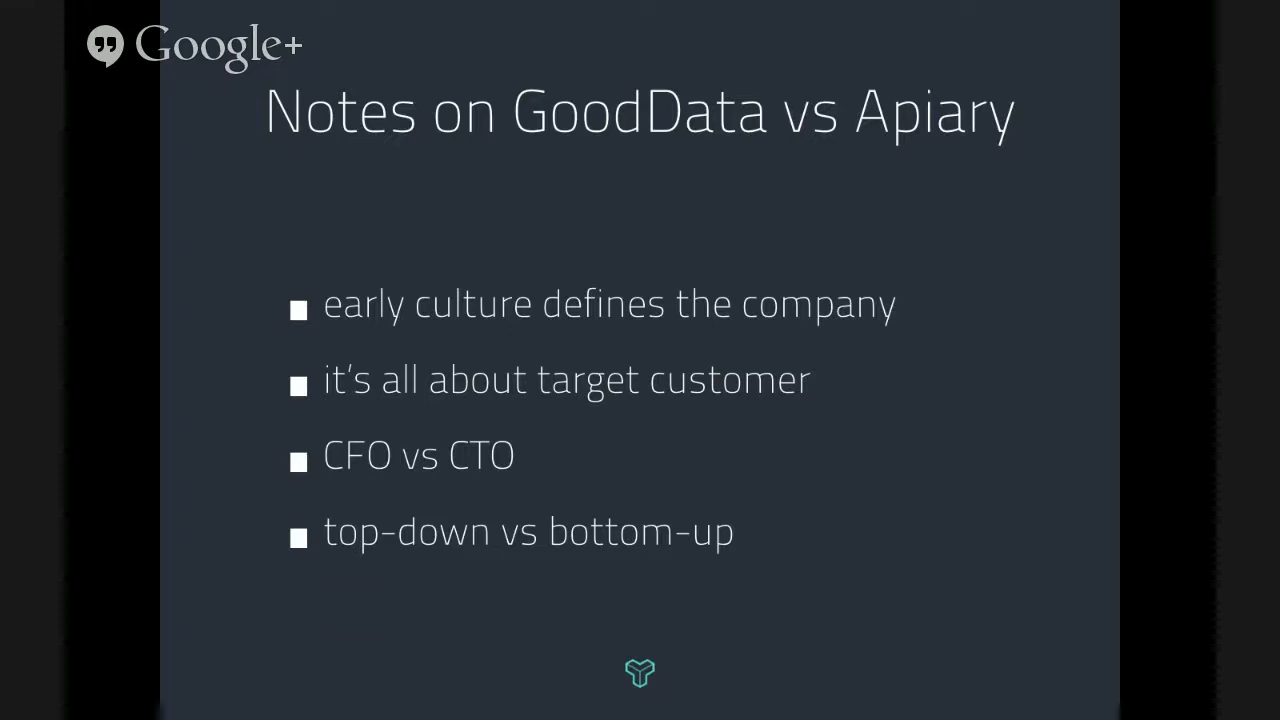 Google+
Notes on GoodData vs Apiary
early culture defines the company
it's all about target customer
CFO vs CTO
top-down vs bottom-up